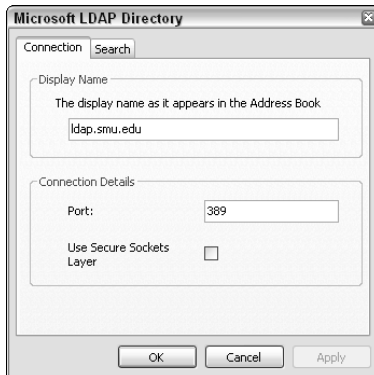 Microsoft LDAP Directory
Connection Search
Display Name
The display name as it appears in the Address Book
ldap.smu.edu
Connection Details
Port: 389
Use Secure Sockets
Layer
OK Cancel Apply